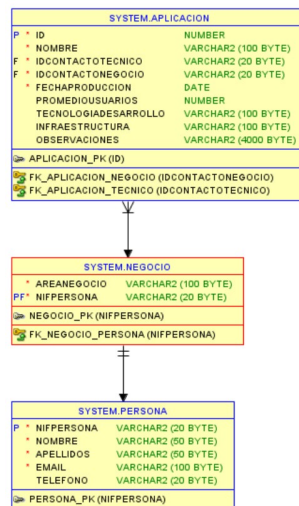 SYSTEM.APLICACION
P * ID NUMBER
* NOMBRE VARCHAR2 (100 BYTE)
F * IDCONTACTOTECNICO VARCHAR2 (20 BYTE)
F * IDCONTACTONEGOCIO VARCHAR2 (20 BYTE)
* FECHAPRODUCCION DATE
PROMEDIOUSUARIOS NUMBER
TECNOLOGIADESARROLLO VARCHAR2 (100 BYTE)
INFRAESTRUCTURA VARCHAR2 (100 BYTE)
OBSERVACIONES VARCHAR2 (4000 BYTE)
APLICACION_PK (ID)
FK_APLICACION_NEGOCIO (IDCONTACTONEGOCIO)
FK_APLICACION_TECNICO (IDCONTACTOTECNICO)
SYSTEM.NEGOCIO
* AREANEGOCIO VARCHAR2 (100 BYTE)
PF* NIFPERSONA VARCHAR2 (20 BYTE)
NEGOCIO_PK (NIFPERSONA)
FK_NEGOCIO_PERSONA (NIFPERSONA)
SYSTEM.PERSONA
P * NIFPERSONA VARCHAR2 (20 BYTE)
* NOMBRE VARCHAR2 (50 BYTE)
* APELLIDOS VARCHAR2 (50 BYTE)
* EMAIL VARCHAR2 (100 BYTE)
TELEFONO VARCHAR2 (20 BYTE)
PERSONA_PK (NIFPERSONA)